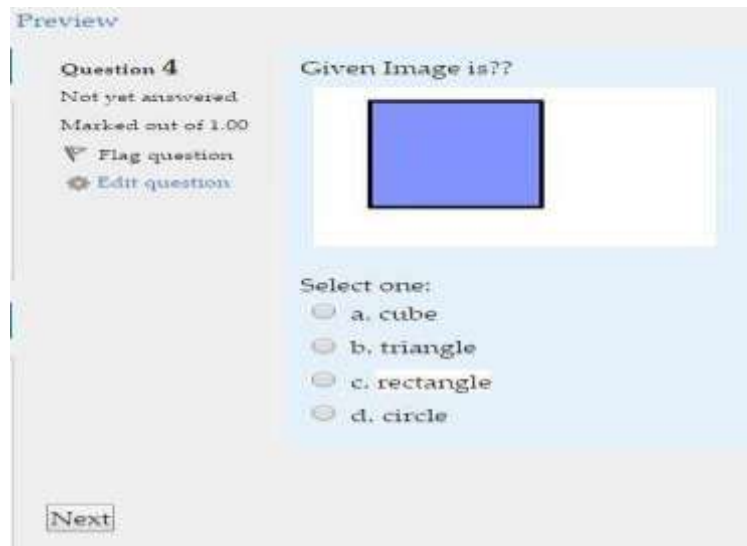 Preview
Question 4
Not yet answered
Marked out of 1.00
Flag question
Edit question
Given Image is??
Select one:
a. cube
b. triangle
c. rectangle
d. circle
Next